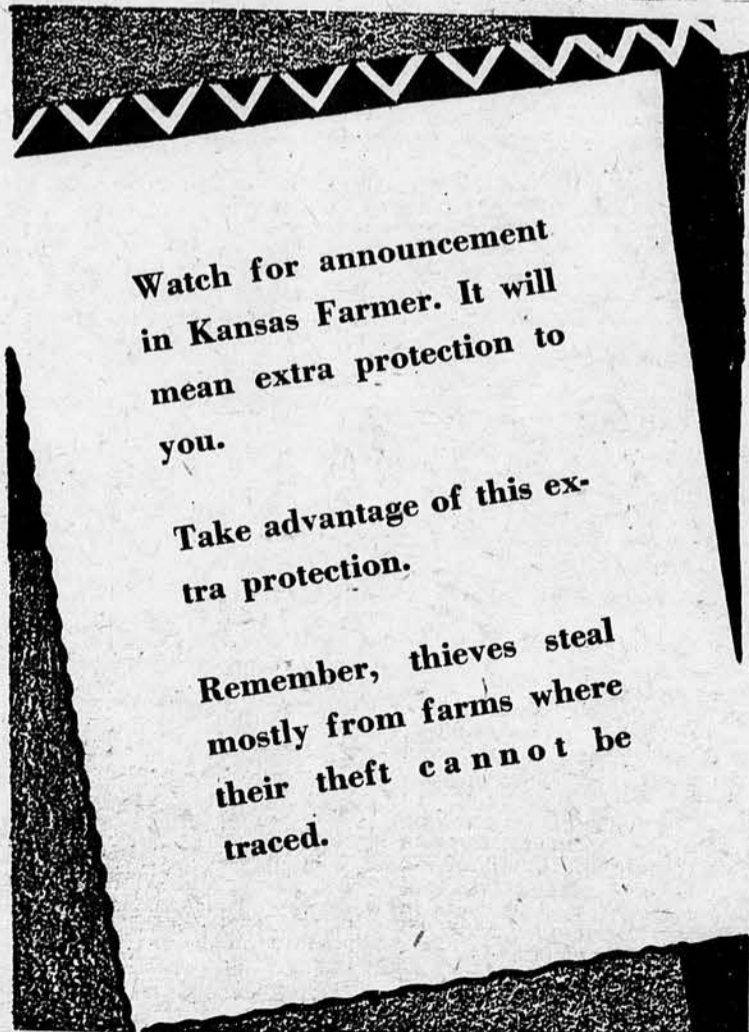 Watch for announcement
in Kansas Farmer. It will
mean extra protection to
you.
Take advantage of this ex-
tra protection.
Remember, thieves steal
mostly from farms where
their theft cannot be
traced.